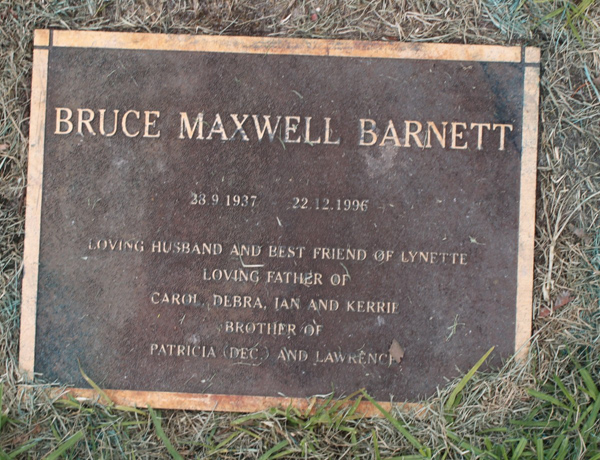 BRUCE MAXWELL BARNETT
28.9.1937 22.12.1996
LOVING HUSBAND AND BEST FRIEND OF LYNETTE
LOVING FATHER OF
CAROL, DEBRA, IAN AND KERRIE
BROTHER OF
PATRICIA (DEC.) AND LAWRENCE